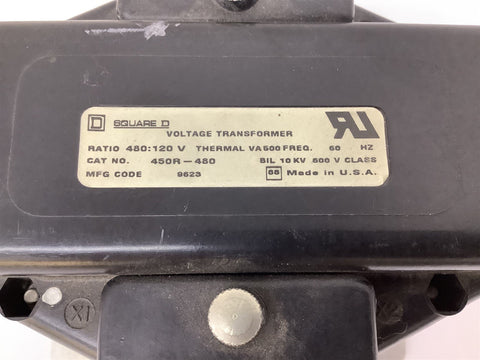 SQUARE D
VOLTAGE TRANSFORMER
RATIO 480:120 V THERMAL VA 500 FREQ. 60 HZ
CAT NO. 450R-480 BIL 10 KV 600 V CLASS
MFG CODE 9623 Made in U.S.A.
X1
X2